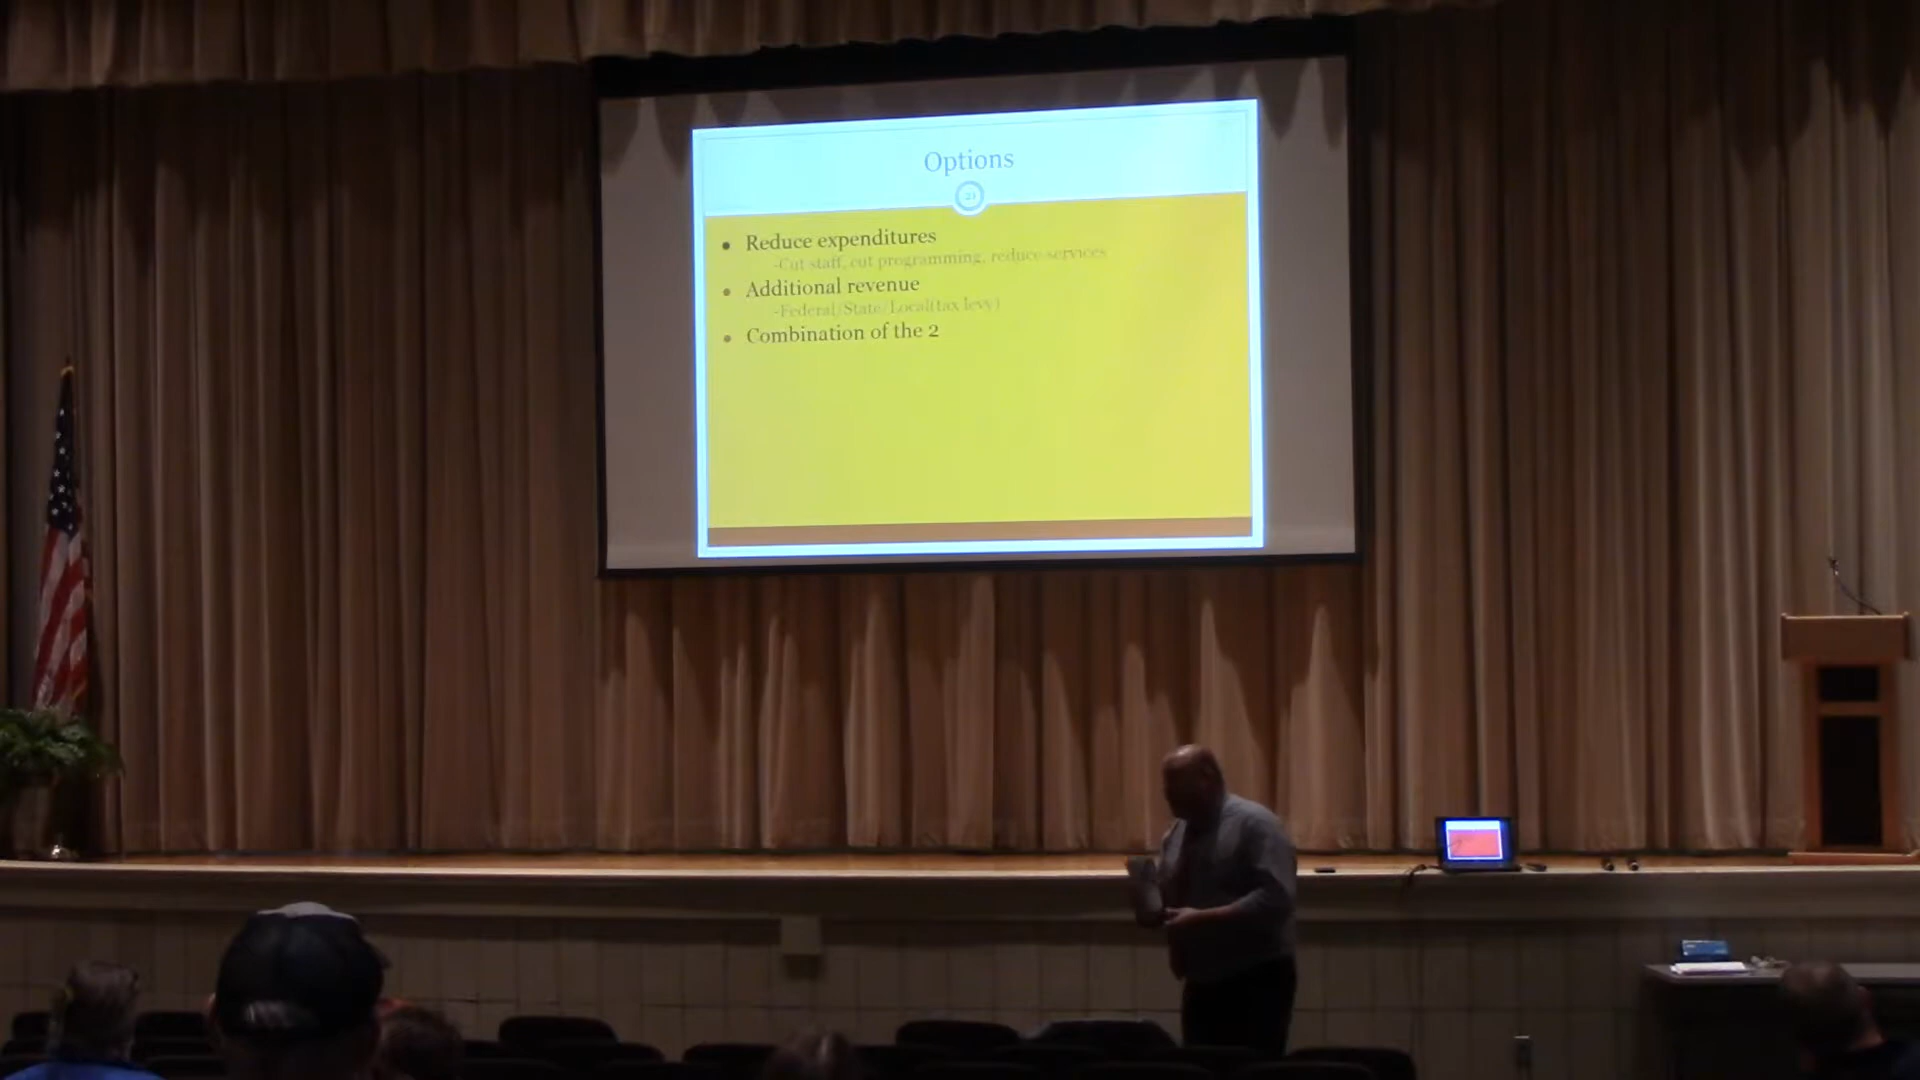 Options
21
• Reduce expenditures
-Cut staff, cut programming, reduce services
• Additional revenue
-Federal/State/Local(tax levy)
• Combination of the 2